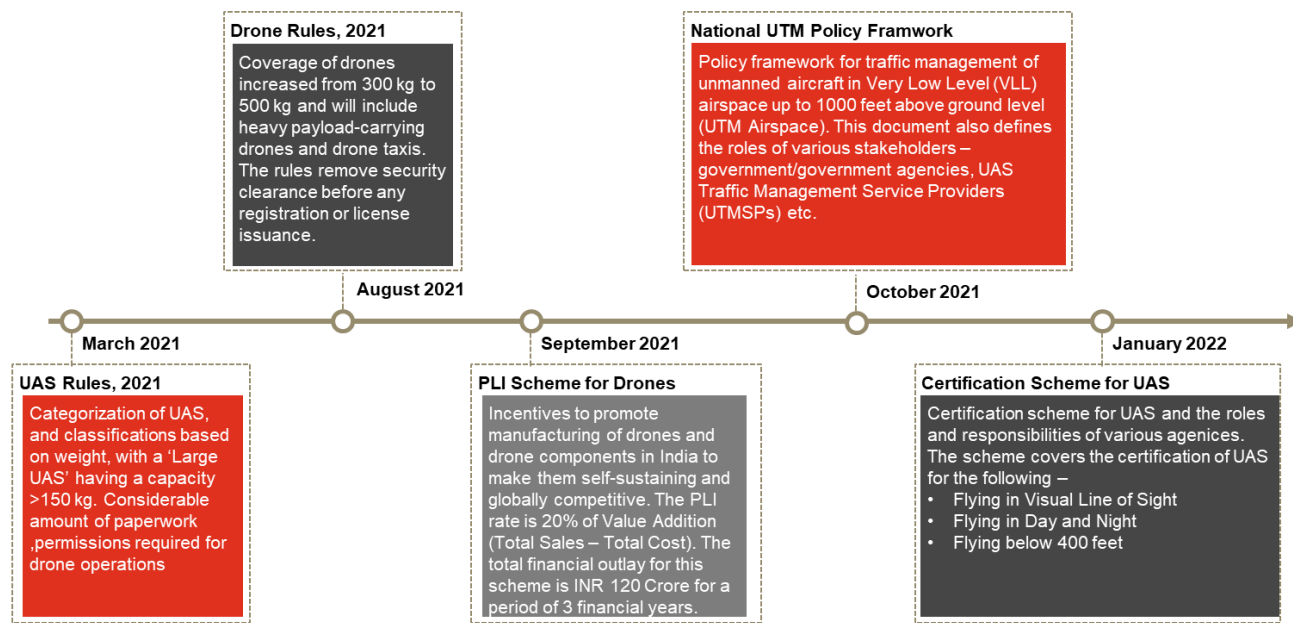 Drone Rules, 2021
Coverage of drones
increased from 300 kg to
500 kg and will include
heavy payload-carrying
drones and drone taxis.
The rules remove security
clearance before any
registration or license
issuance.
National UTM Policy Framwork
Policy framework for traffic management of
unmanned aircraft in Very Low Level (VLL)
airspace up to 1000 feet above ground level
(UTM Airspace). This document also defines
the roles of various stakeholders –
government/government agencies, UAS
Traffic Management Service Providers
(UTMSPs) etc.
August 2021
October 2021
March 2021
September 2021
January 2022
UAS Rules, 2021
Categorization of UAS,
and classifications based
on weight, with a ‘Large
UAS’ having a capacity
>150 kg. Considerable
amount of paperwork
,permissions required for
drone operations
PLI Scheme for Drones
Incentives to promote
manufacturing of drones and
drone components in India to
make them self-sustaining and
globally competitive. The PLI
rate is 20% of Value Addition
(Total Sales – Total Cost). The
total financial outlay for this
scheme is INR 120 Crore for a
period of 3 financial years.
Certification Scheme for UAS
Certification scheme for UAS and the roles
and responsibilities of various agenices.
The scheme covers the certification of UAS
for the following –
• Flying in Visual Line of Sight
• Flying in Day and Night
• Flying below 400 feet